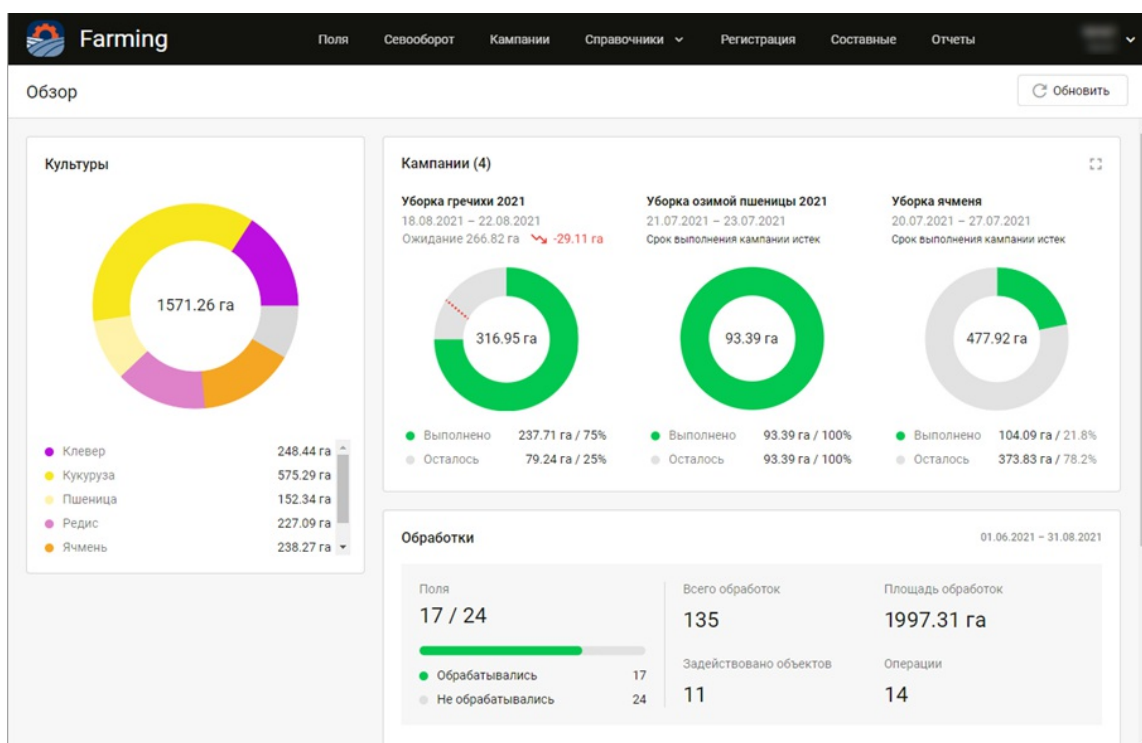 Farming
Поля Севооборот Кампании Справочники Регистрация Составные Отчеты
Обзор
Обновить
Культуры
1571.26 га
Клевер 248.44 га
Кукуруза 575.29 га
Пшеница 152.34 га
Редис 227.09 га
Ячмень 238.27 га
Кампании (4)
Уборка гречихи 2021
18.08.2021 – 22.08.2021
Ожидание 266.82 га -29.11 га
316.95 га
Выполнено 237.71 га / 75%
Осталось 79.24 га / 25%
Уборка озимой пшеницы 2021
21.07.2021 – 23.07.2021
Срок выполнения кампании истек
93.39 га
Выполнено 93.39 га / 100%
Осталось 93.39 га / 100%
Уборка ячменя
20.07.2021 – 27.07.2021
Срок выполнения кампании истек
477.92 га
Выполнено 104.09 га / 21.8%
Осталось 373.83 га / 78.2%
Обработки
01.06.2021 – 31.08.2021
Поля
17 / 24
Обрабатывались 17
Не обрабатывались 24
Всего обработок
135
Площадь обработок
1997.31 га
Задействовано объектов
11
Операции
14